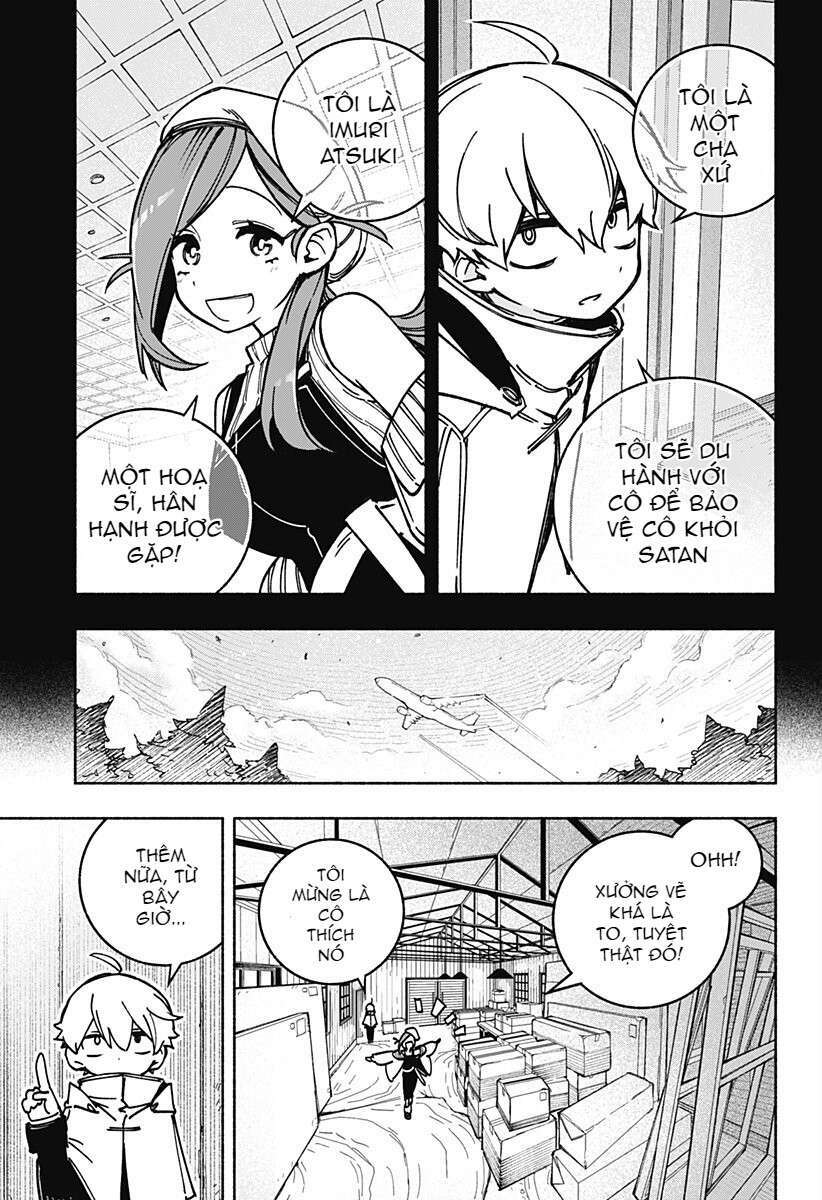 TÔI LÀ
MỘT
CHA
XỨ
TÔI SẼ DU
HÀNH VỚI
CÔ ĐỂ BẢO
VỆ CÔ KHỎI
SATAN
TÔI LÀ
IMURI
ATSUKI
MỘT HOẠ
SĨ, HÂN
HẠNH ĐƯỢC
GẶP!
OHH!
XƯỞNG VẼ
KHÁ LÀ
TO, TUYỆT
THẬT ĐÓ!
TÔI
MỪNG LÀ
CÔ
THÍCH
NÓ
THÊM
NỮA, TỪ
BÂY
GIỜ...